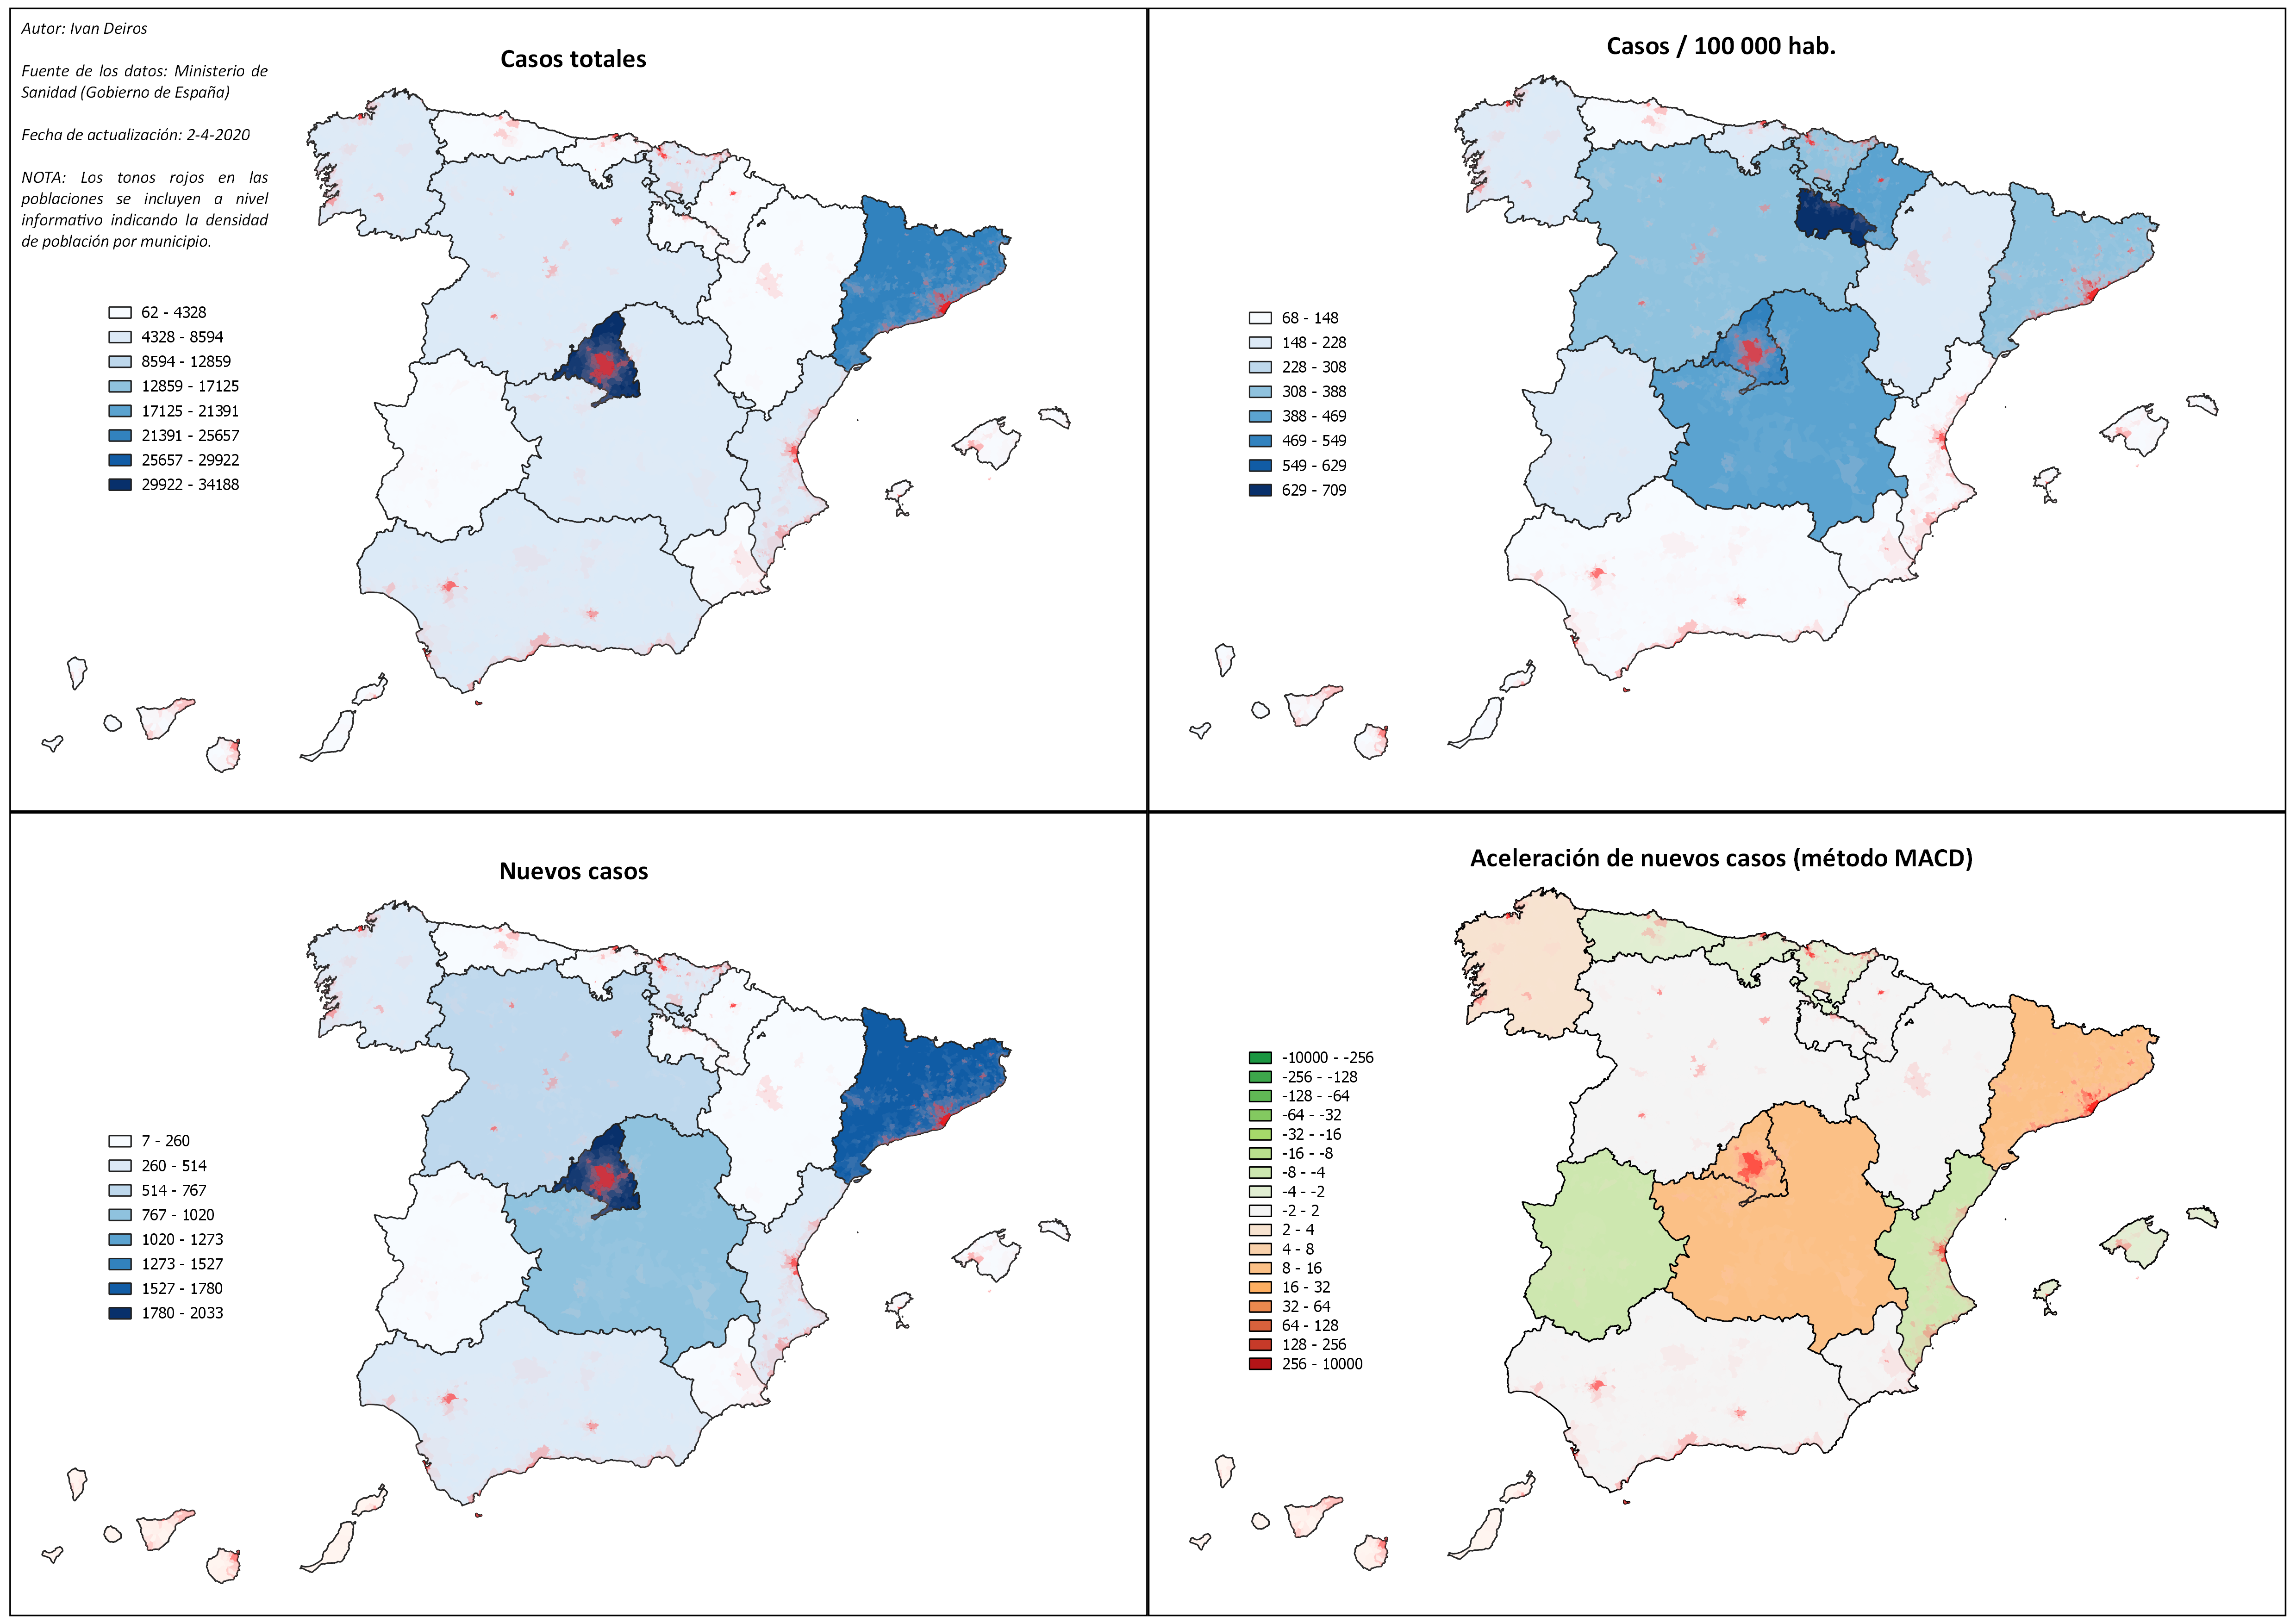 Autor: Ivan Deiros
Fuente de los datos: Ministerio de
Sanidad (Gobierno de España)
Fecha de actualización: 2-4-2020
NOTA: Los tonos rojos en las
poblaciones se incluyen a nivel
informativo indicando la densidad
de población por municipio.
Casos totales
62 - 4328
4328 - 8594
8594 - 12859
12859 - 17125
17125 - 21391
21391 - 25657
25657 - 29922
29922 - 34188
Casos / 100 000 hab.
68 - 148
148 - 228
228 - 308
308 - 388
388 - 469
469 - 549
549 - 629
629 - 709
Nuevos casos
7 - 260
260 - 514
514 - 767
767 - 1020
1020 - 1273
1273 - 1527
1527 - 1780
1780 - 2033
Aceleración de nuevos casos (método MACD)
-10000 - -256
-256 - -128
-128 - -64
-64 - -32
-32 - -16
-16 - -8
-8 - -4
-4 - -2
-2 - 2
2 - 4
4 - 8
8 - 16
16 - 32
32 - 64
64 - 128
128 - 256
256 - 10000